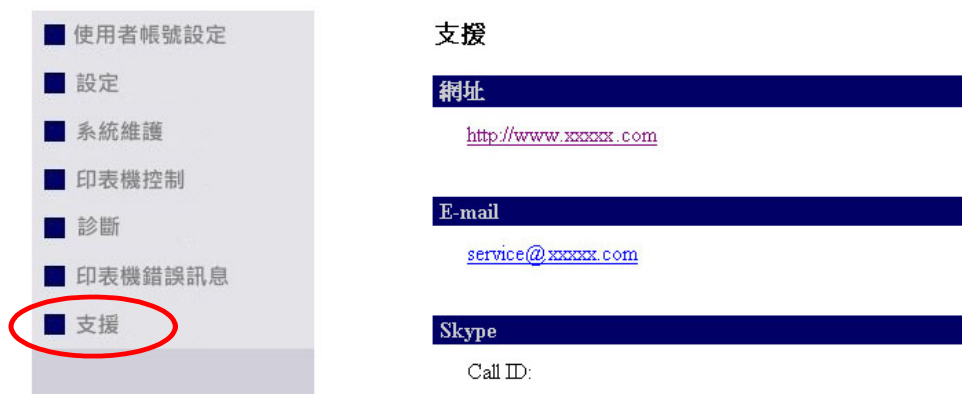 使用者帳號設定
設定
系統維護
印表機控制
診斷
印表機錯誤訊息
支援
支援
網址
http://www.xxxxx.com
E-mail
service@xxxxx.com
Skype
Call ID: